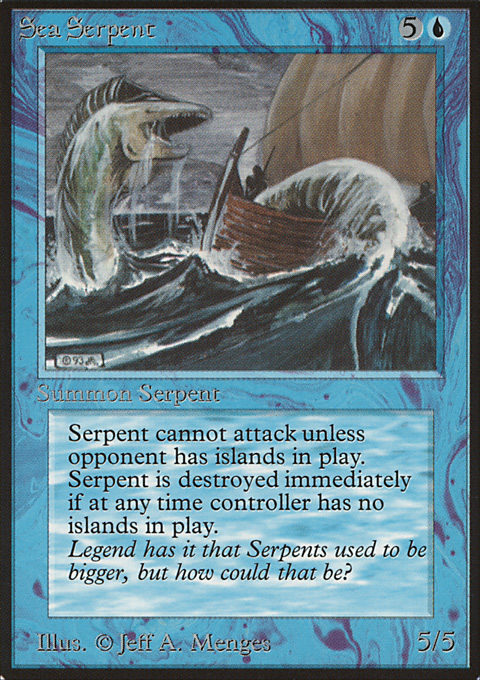 Sea Serpent 5
Summon Serpent
Serpent cannot attack unless
opponent has islands in play.
Serpent is destroyed immediately
if at any time controller has no
islands in play.
Legend has it that Serpents used to be
bigger, but how could that be?
Illus. © Jeff A. Menges 5/5